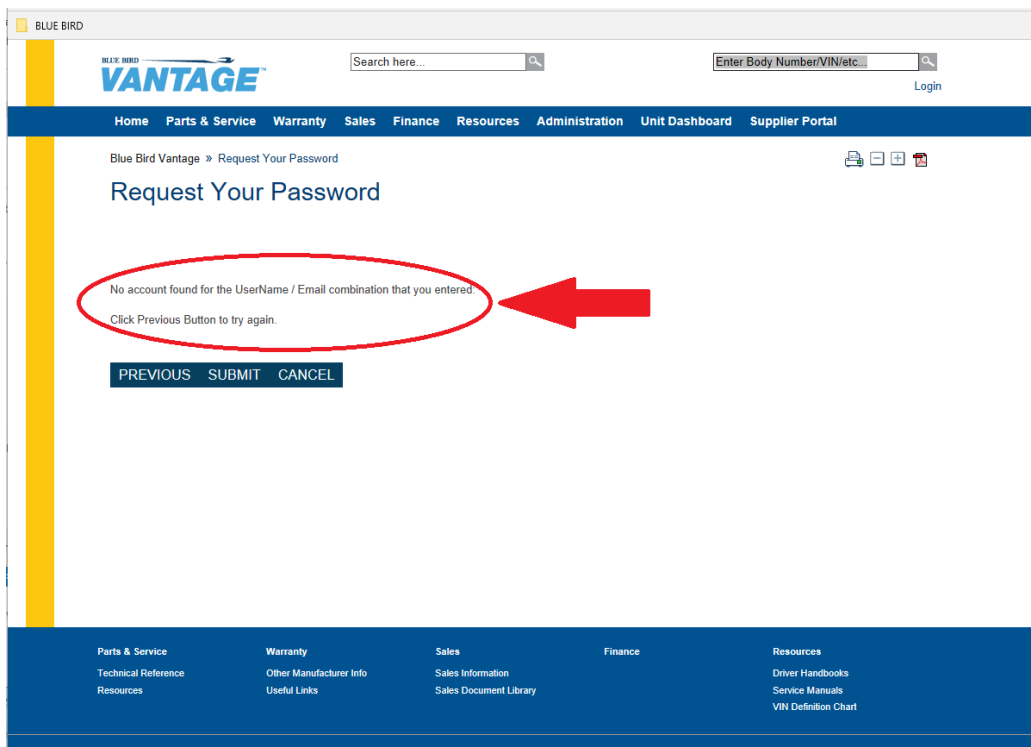 BLUE BIRD
BLUE BIRD
VANTAGE™
Search here...
Enter Body Number/VIN/etc...
Login
Home Parts & Service Warranty Sales Finance Resources Administration Unit Dashboard Supplier Portal
Blue Bird Vantage » Request Your Password
Request Your Password
No account found for the UserName / Email combination that you entered.
Click Previous Button to try again.
PREVIOUS SUBMIT CANCEL
Parts & Service Warranty Sales Finance Resources
Technical Reference Other Manufacturer Info Sales Information Driver Handbooks
Resources Useful Links Sales Document Library Service Manuals
VIN Definition Chart